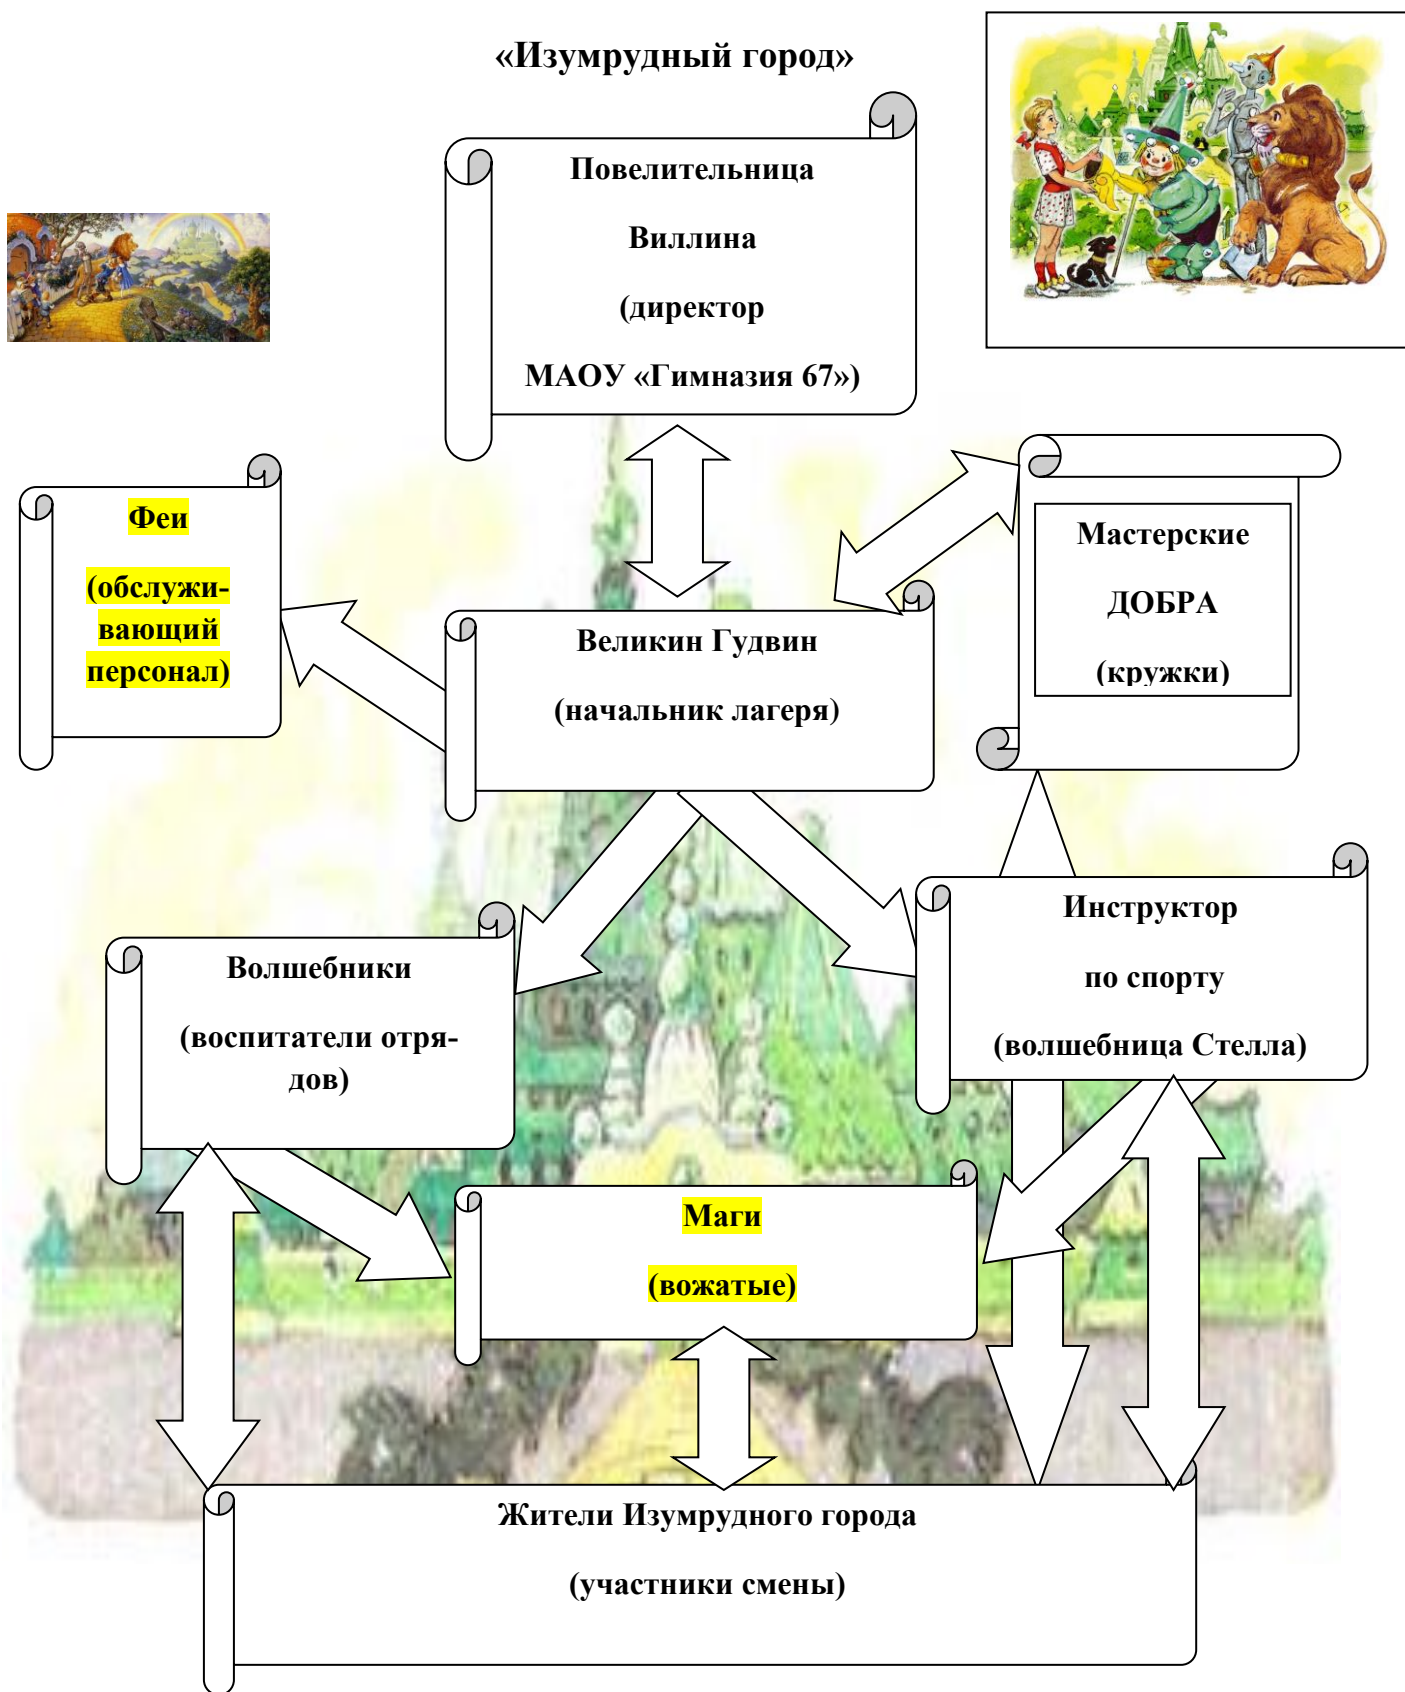 «Изумрудный город»
Повелительница
Виллина
(директор
МАОУ «Гимназия 67»)
Феи
(обслужи-
вающий
персонал)
Великин Гудвин
(начальник лагеря)
Мастерские
ДОБРА
(кружки)
Волшебники
(воспитатели отря-
дов)
Инструктор
по спорту
(волшебница Стелла)
Маги
(вожатые)
Жители Изумрудного города
(участники смены)